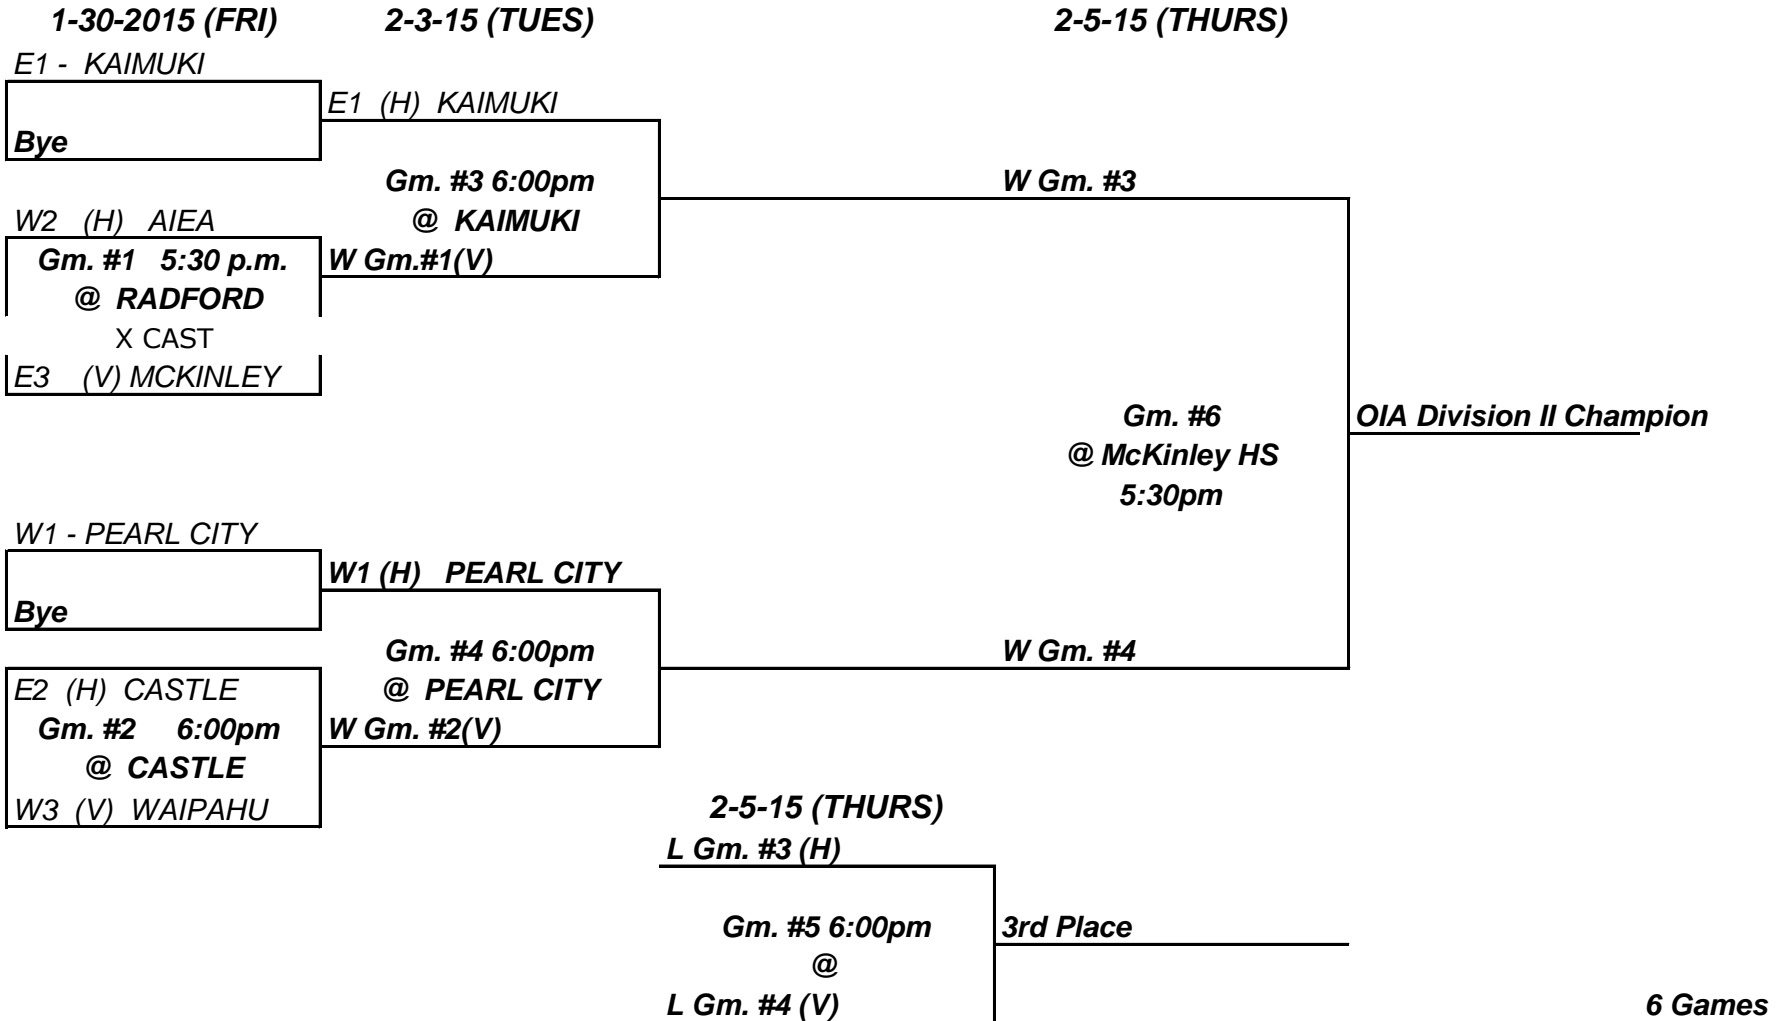 1-30-2015 (FRI) 2-3-15 (TUES) 2-5-15 (THURS)
E1 - KAIMUKI
E1 (H) KAIMUKI
Bye
Gm. #3 6:00pm W Gm. #3
W2 (H) AIEA @ KAIMUKI
Gm. #1 5:30 p.m. W Gm.#1(V)
@ RADFORD
X CAST
E3 (V) MCKINLEY
Gm. #6 OIA Division II Champion
@ McKinley HS
5:30pm
W1 - PEARL CITY
W1 (H) PEARL CITY
Bye
Gm. #4 6:00pm W Gm. #4
E2 (H) CASTLE @ PEARL CITY
Gm. #2 6:00pm W Gm. #2(V)
@ CASTLE
W3 (V) WAIPAHU 2-5-15 (THURS)
L Gm. #3 (H)
Gm. #5 6:00pm 3rd Place
@
L Gm. #4 (V) 6 Games